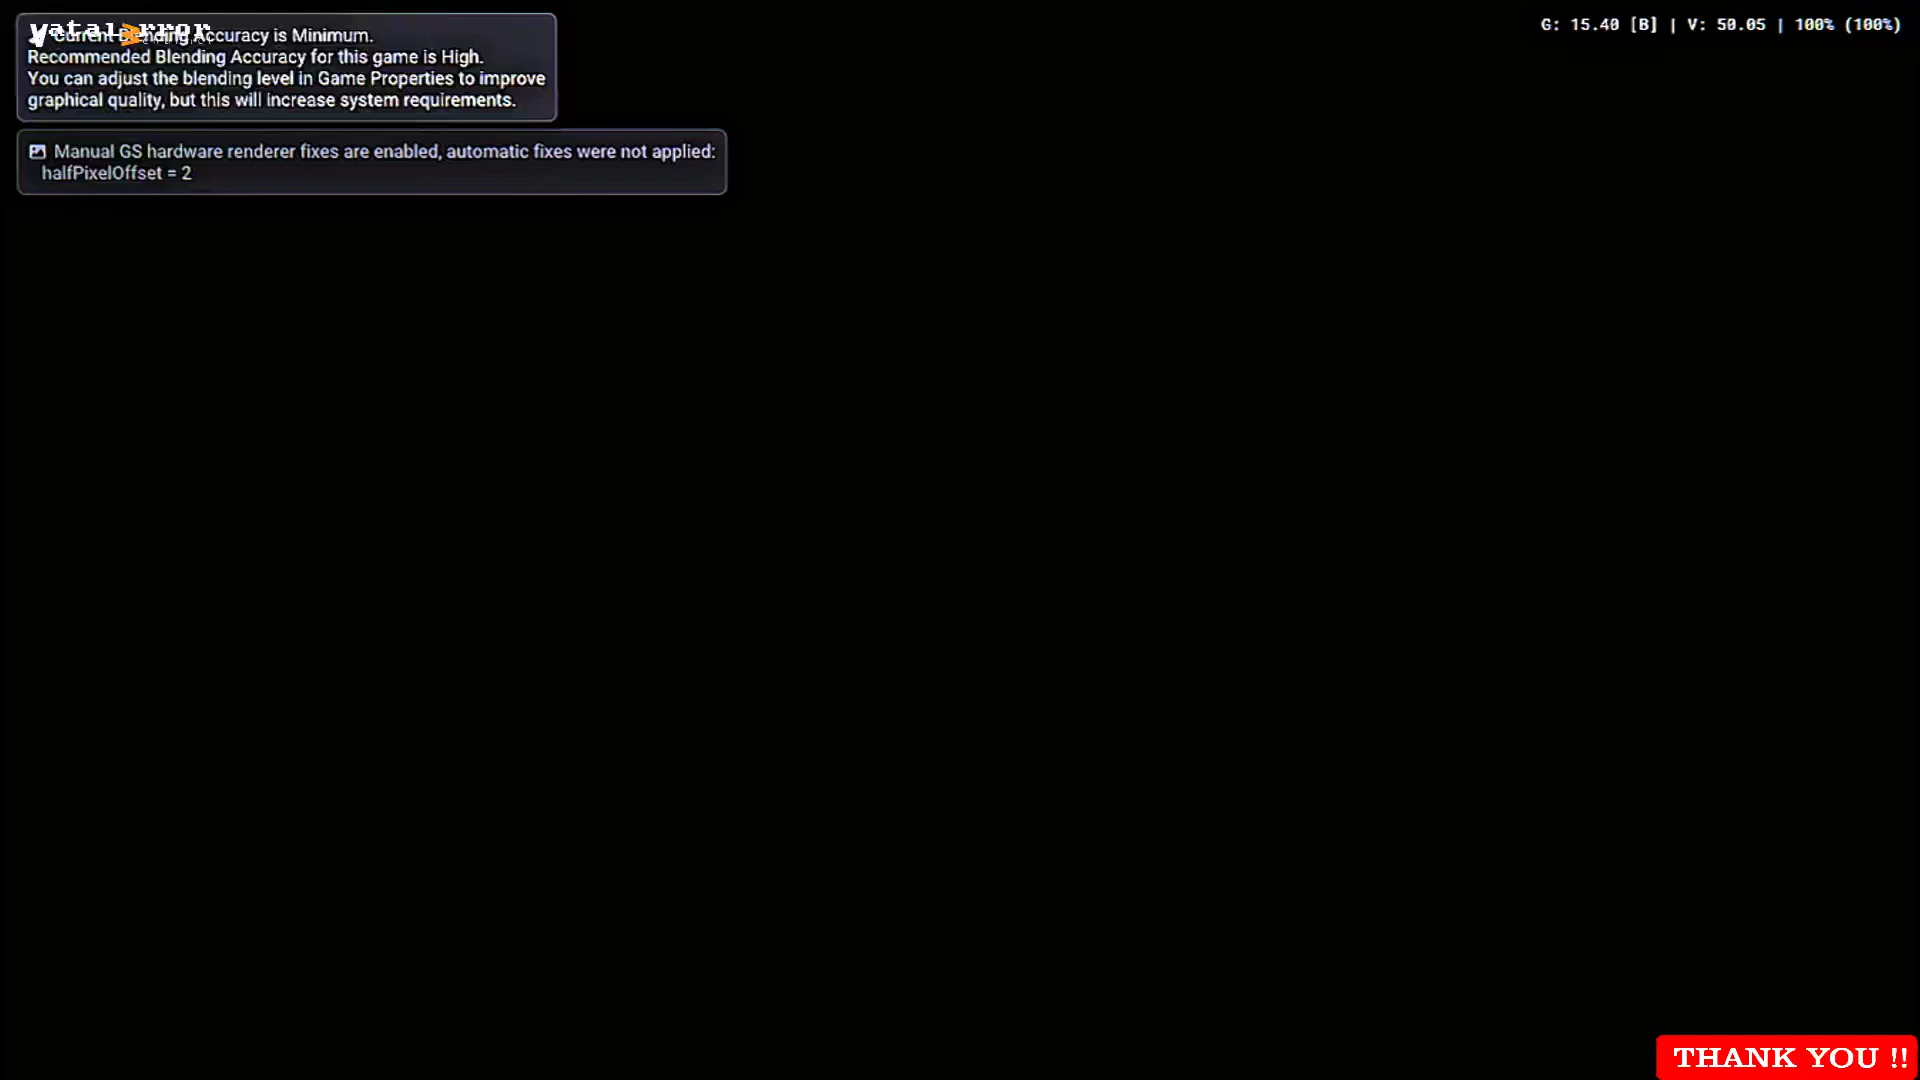 Current Blending Accuracy is Minimum.
Recommended Blending Accuracy for this game is High.
You can adjust the blending level in Game Properties to improve
graphical quality, but this will increase system requirements.
Manual GS hardware renderer fixes are enabled, automatic fixes were not applied:
halfPixelOffset = 2
G: 15.40 [B] | V: 50.05 | 100% (100%)
THANK YOU !!